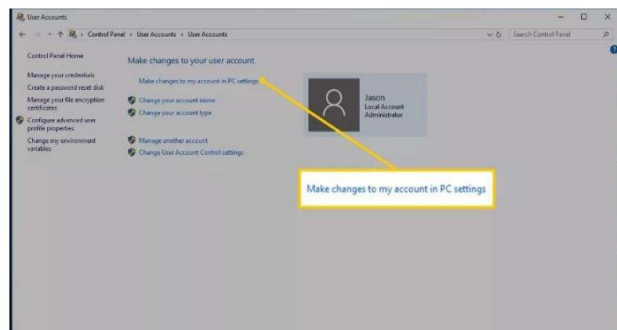 User Accounts
Control Panel > User Accounts > User Accounts
Search Control Panel
Control Panel Home
Manage your credentials
Create a password reset disk
Manage your file encryption
certificates
Configure advanced user
profile properties
Change my environment
variables
Make changes to your user account
Make changes to my account in PC settings
Change your account name
Change your account type
Manage another account
Change User Account Control settings
Jason
Local Account
Administrator
Make changes to my account in PC settings